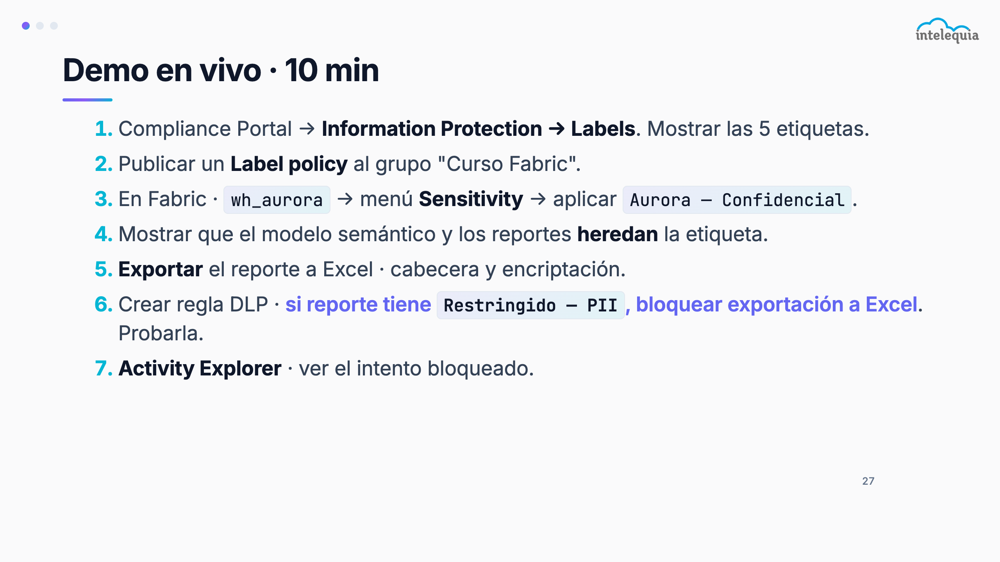 intelequia
Demo en vivo · 10 min
1. Compliance Portal → Information Protection → Labels. Mostrar las 5 etiquetas.
2. Publicar un Label policy al grupo "Curso Fabric".
3. En Fabric · wh_aurora → menú Sensitivity → aplicar Aurora — Confidencial.
4. Mostrar que el modelo semántico y los reportes heredan la etiqueta.
5. Exportar el reporte a Excel · cabecera y encriptación.
6. Crear regla DLP · si reporte tiene Restringido — PII, bloquear exportación a Excel.
Probarla.
7. Activity Explorer · ver el intento bloqueado.
27